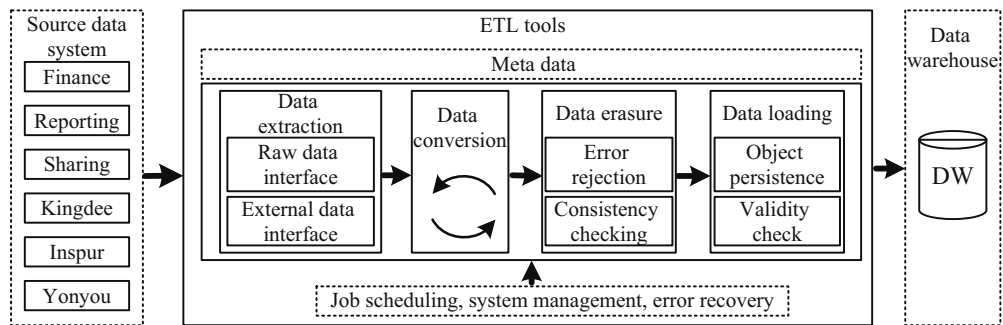 Source data
system
Finance
Reporting
Sharing
Kingdee
Inspur
Yonyou
ETL tools
Meta data
Data
extraction
Raw data
interface
External data
interface
Data
conversion
Data erasure
Error
rejection
Consistency
checking
Data loading
Object
persistence
Validity
check
Job scheduling, system management, error recovery
Data
warehouse
DW